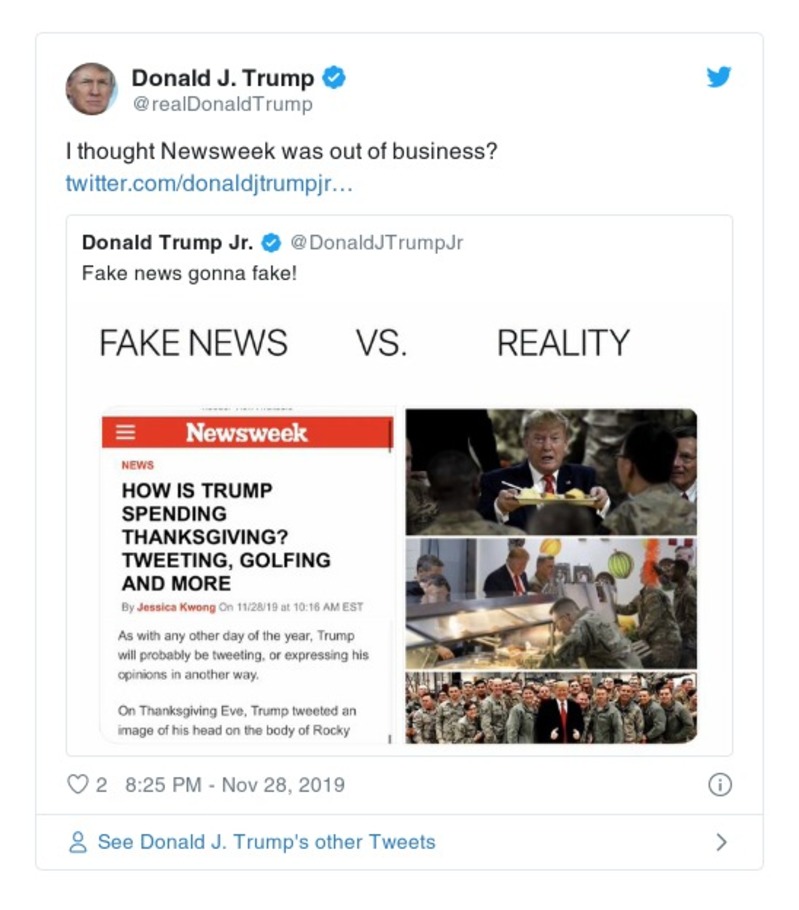 Donald J. Trump
@realDonaldTrump
I thought Newsweek was out of business?
twitter.com/donaldjtrumpjr…
Donald Trump Jr. @DonaldJTrumpJr
Fake news gonna fake!
FAKE NEWS VS. REALITY
Newsweek
NEWS
HOW IS TRUMP
SPENDING
THANKSGIVING?
TWEETING, GOLFING
AND MORE
By Jessica Kwong On 11/28/19 at 10:16 AM EST
As with any other day of the year, Trump
will probably be tweeting, or expressing his
opinions in another way.
On Thanksgiving Eve, Trump tweeted an
image of his head on the body of Rocky
2 8:25 PM - Nov 28, 2019
See Donald J. Trump's other Tweets